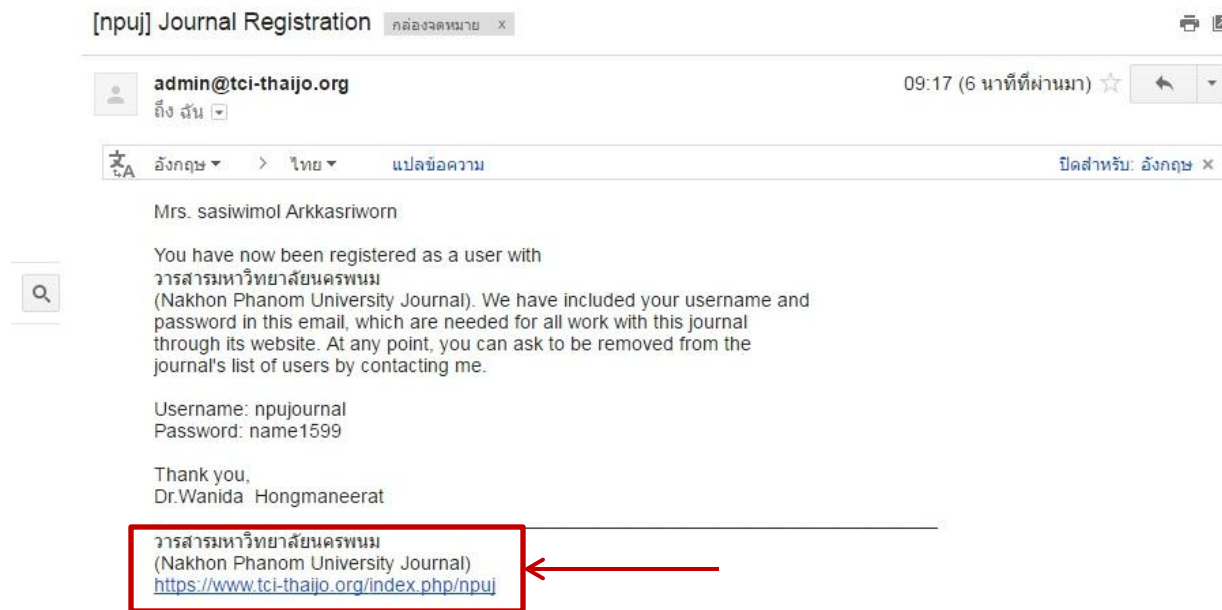 [npuj] Journal Registration กล่องจดหมาย x
admin@tci-thaijo.org 09:17 (6 นาทีที่ผ่านมา)
ถึง ฉัน
อังกฤษ > ไทย แปลข้อความ ปิดสำหรับ: อังกฤษ x
Mrs. sasiwimol Arkkasriworn
You have now been registered as a user with
วารสารมหาวิทยาลัยนครพนม
(Nakhon Phanom University Journal). We have included your username and
password in this email, which are needed for all work with this journal
through its website. At any point, you can ask to be removed from the
journal's list of users by contacting me.
Username: npujournal
Password: name1599
Thank you,
Dr.Wanida Hongmaneerat
วารสารมหาวิทยาลัยนครพนม
(Nakhon Phanom University Journal)
https://www.tci-thaijo.org/index.php/npuj